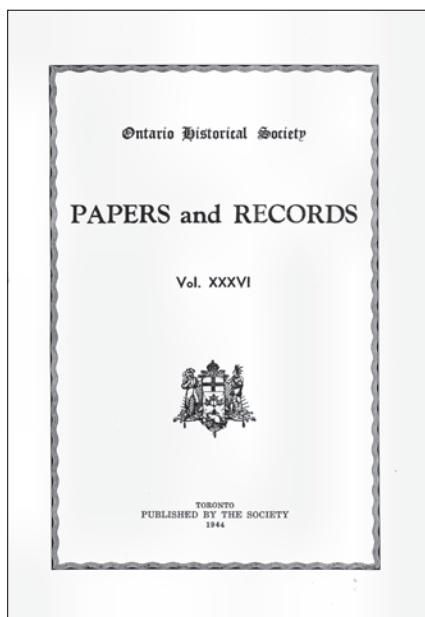 Ontario Historical Society
PAPERS and RECORDS
Vol. XXXVI
TORONTO
PUBLISHED BY THE SOCIETY
1944